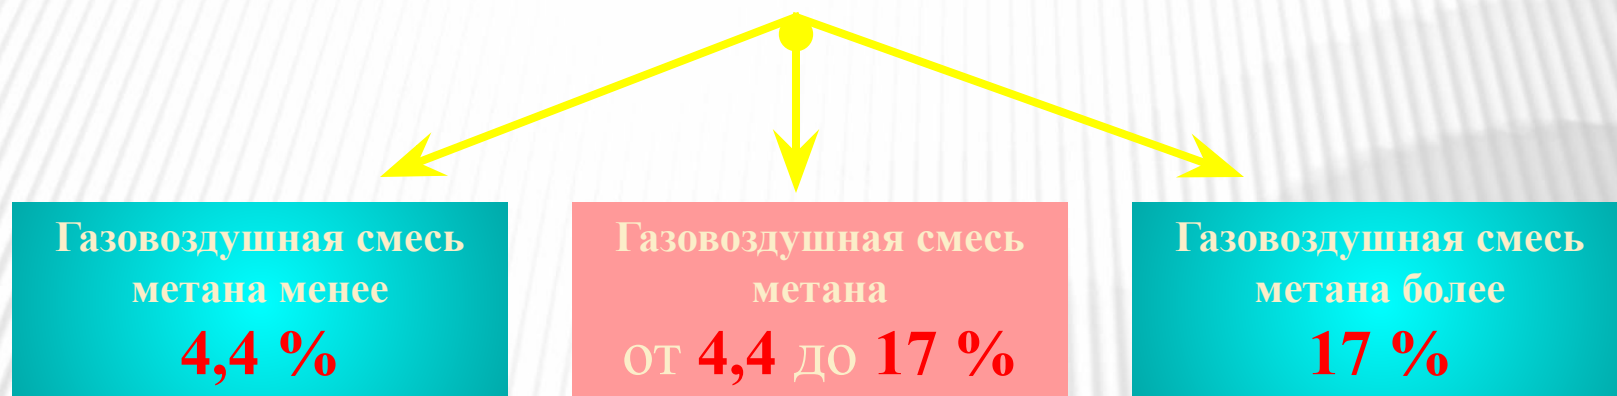 Газовоздушная смесь
метана менее
4,4 %
Газовоздушная смесь
метана
от 4,4 до 17 %
Газовоздушная смесь
метана более
17 %